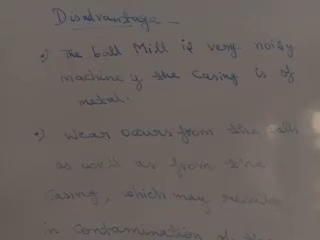 Disadvantage -
•) The ball Mill is very noisy
machine if the casing is of
metal.
•) Wear occurs from the balls
as well as from the
casing, which may result
in contamination of the